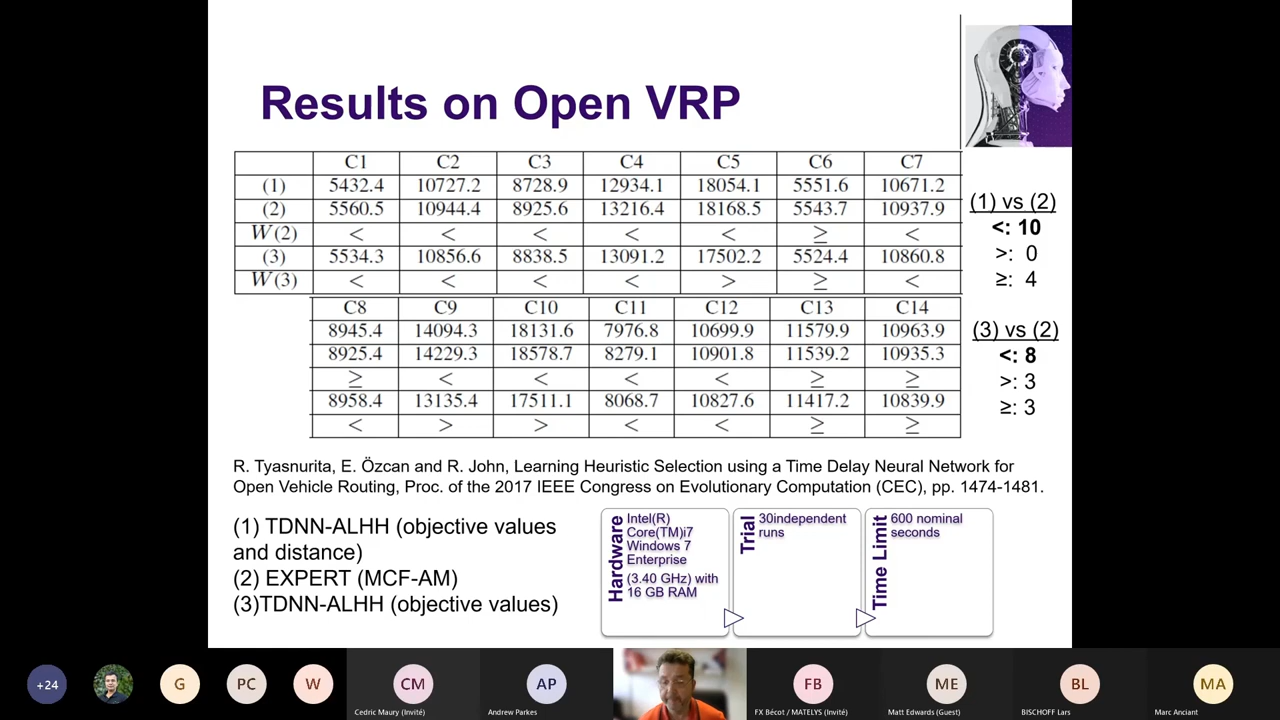 Results on Open VRP
C1 C2 C3 C4 C5 C6 C7
(1) 5432.4 10727.2 8728.9 12934.1 18054.1 5551.6 10671.2
(2) 5560.5 10944.4 8925.6 13216.4 18168.5 5543.7 10937.9
W(2) < < < < < ≥ <
(3) 5534.3 10856.6 8838.5 13091.2 17502.2 5524.4 10860.8
W(3) < < < < > ≥ <
C8 C9 C10 C11 C12 C13 C14
8945.4 14094.3 18131.6 7976.8 10699.9 11579.9 10963.9
8925.4 14229.3 18578.7 8279.1 10901.8 11539.2 10935.3
≥ < < < < ≥ ≥
8958.4 13135.4 17511.1 8068.7 10827.6 11417.2 10839.9
< > > < < ≥ ≥
(1) vs (2)
<: 10
>: 0
≥: 4
(3) vs (2)
<: 8
>: 3
≥: 3
R. Tyasnurita, E. Özcan and R. John, Learning Heuristic Selection using a Time Delay Neural Network for
Open Vehicle Routing, Proc. of the 2017 IEEE Congress on Evolutionary Computation (CEC), pp. 1474-1481.
(1) TDNN-ALHH (objective values
and distance)
(2) EXPERT (MCF-AM)
(3)TDNN-ALHH (objective values)
Hardware
Intel(R)
Core(TM)i7
Windows 7
Enterprise
(3.40 GHz) with
16 GB RAM
Trial
30independent
runs
Time Limit
600 nominal
seconds
+24
G
PC
W
CM
Cedric Maury (Invité)
AP
Andrew Parkes
FB
FX Bécot / MATELYS (Invité)
ME
Matt Edwards (Guest)
BL
BISCHOFF Lars
MA
Marc Anciant